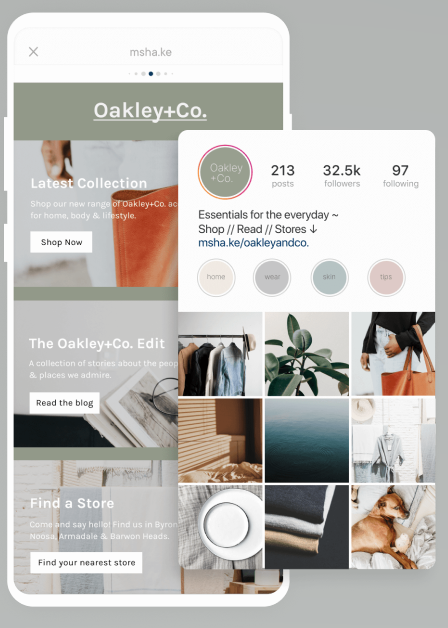 msha.ke
Oakley+Co.
Latest Collection
Shop our new range of Oakley+Co. ac
for home, body & lifestyle.
Shop Now
The Oakley+Co. Edit
A collection of stories about the peop
& places we admire.
Read the blog
Find a Store
Come and say hello! Find us in Byron
Noosa, Armadale & Barwon Heads.
Find your nearest store
Oakley
+Co.
213 32.5k 97
posts followers following
Essentials for the everyday ~
Shop // Read // Stores ↓
msha.ke/oakleyandco.
home wear skin tips